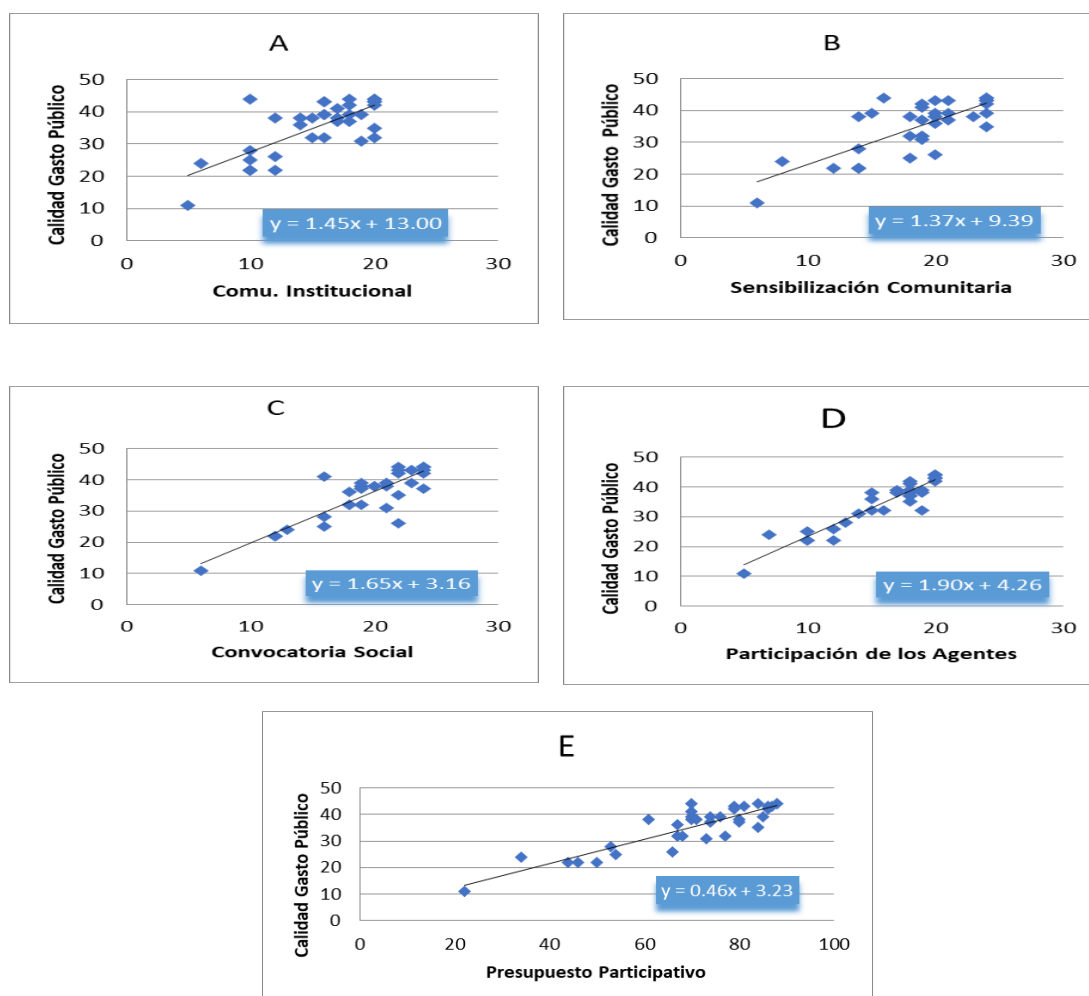 A
Calidad Gasto Público
50
40
30
20
10
0
y = 1.45x + 13.00
0 10 20 30
Comu. Institucional
B
Calidad Gasto Público
50
40
30
20
10
0
y = 1.37x + 9.39
0 10 20 30
Sensibilización Comunitaria
C
Calidad Gasto Público
50
40
30
20
10
0
y = 1.65x + 3.16
0 10 20 30
Convocatoria Social
D
Calidad Gasto Público
50
40
30
20
10
0
y = 1.90x + 4.26
0 10 20 30
Participación de los Agentes
E
Calidad Gasto Público
50
40
30
20
10
0
y = 0.46x + 3.23
0 20 40 60 80 100
Presupuesto Participativo